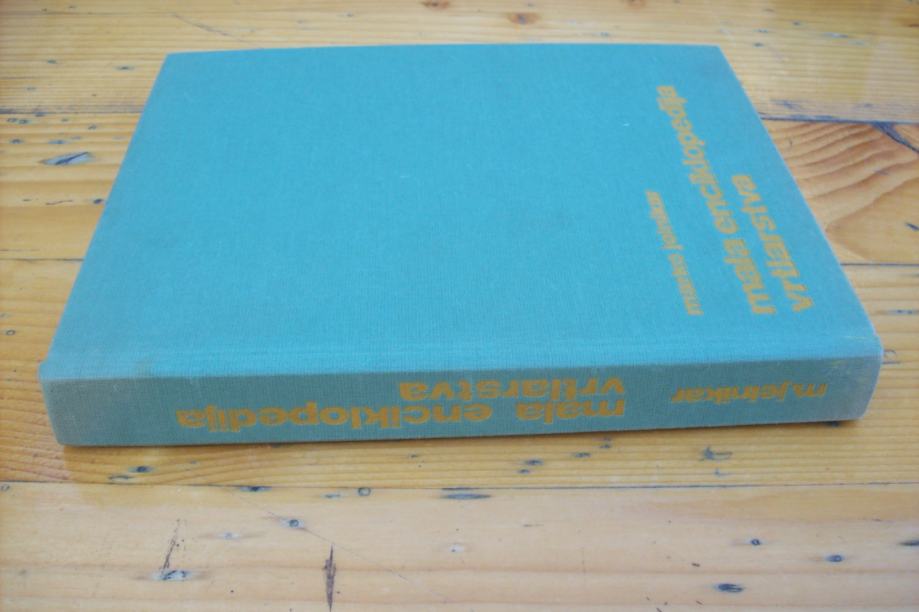 marko jelnikar
mala enciklopedija
vrtlarstva
m. jelnikar
mala enciklopedija
vrtlarstva